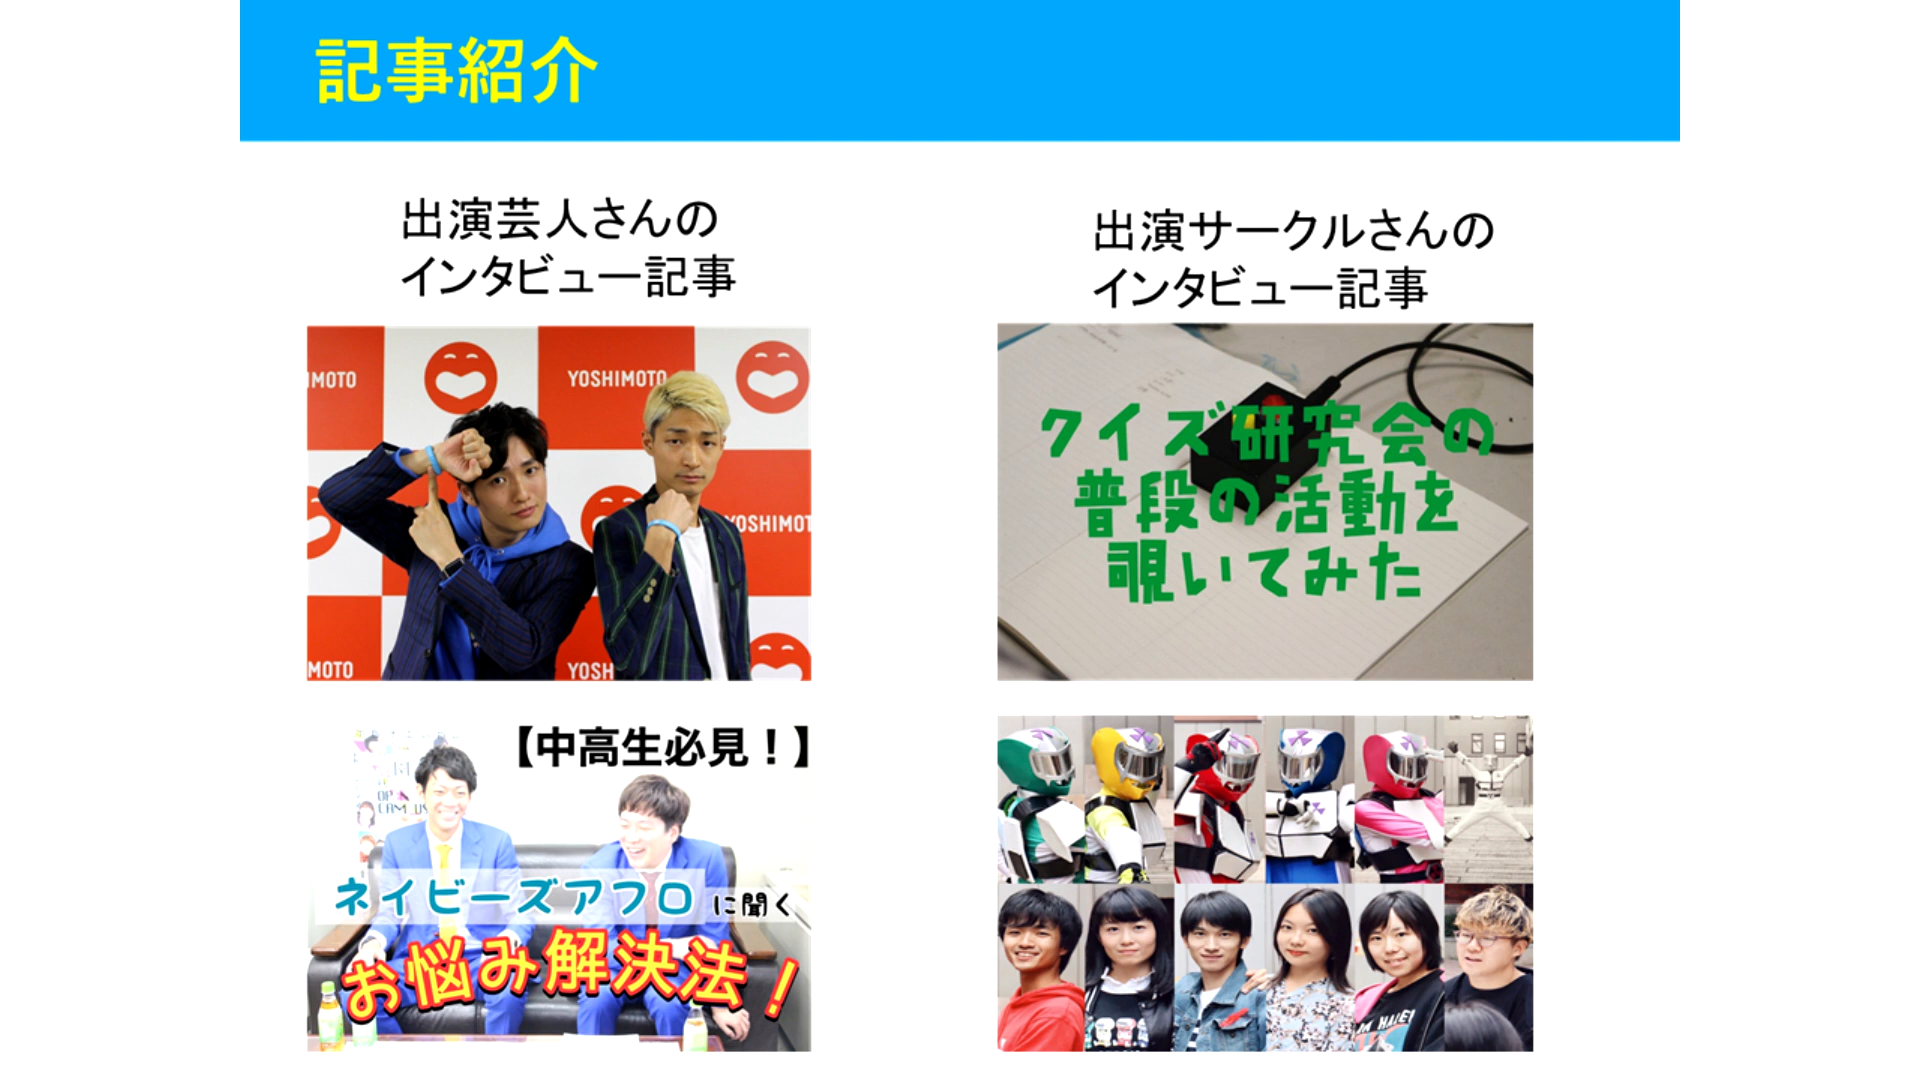 記事紹介
出演芸人さんの
インタビュー記事
出演サークルさんの
インタビュー記事
IMOTO
YOSHIMOTO
YOSHIMOT
MOTO
YOSH
クイズ研究会の
普段の活動を
覗いてみた
【中高生必見！】
OP
CAMPUS
ネイビーズアフロ に聞く
お悩み解決法！